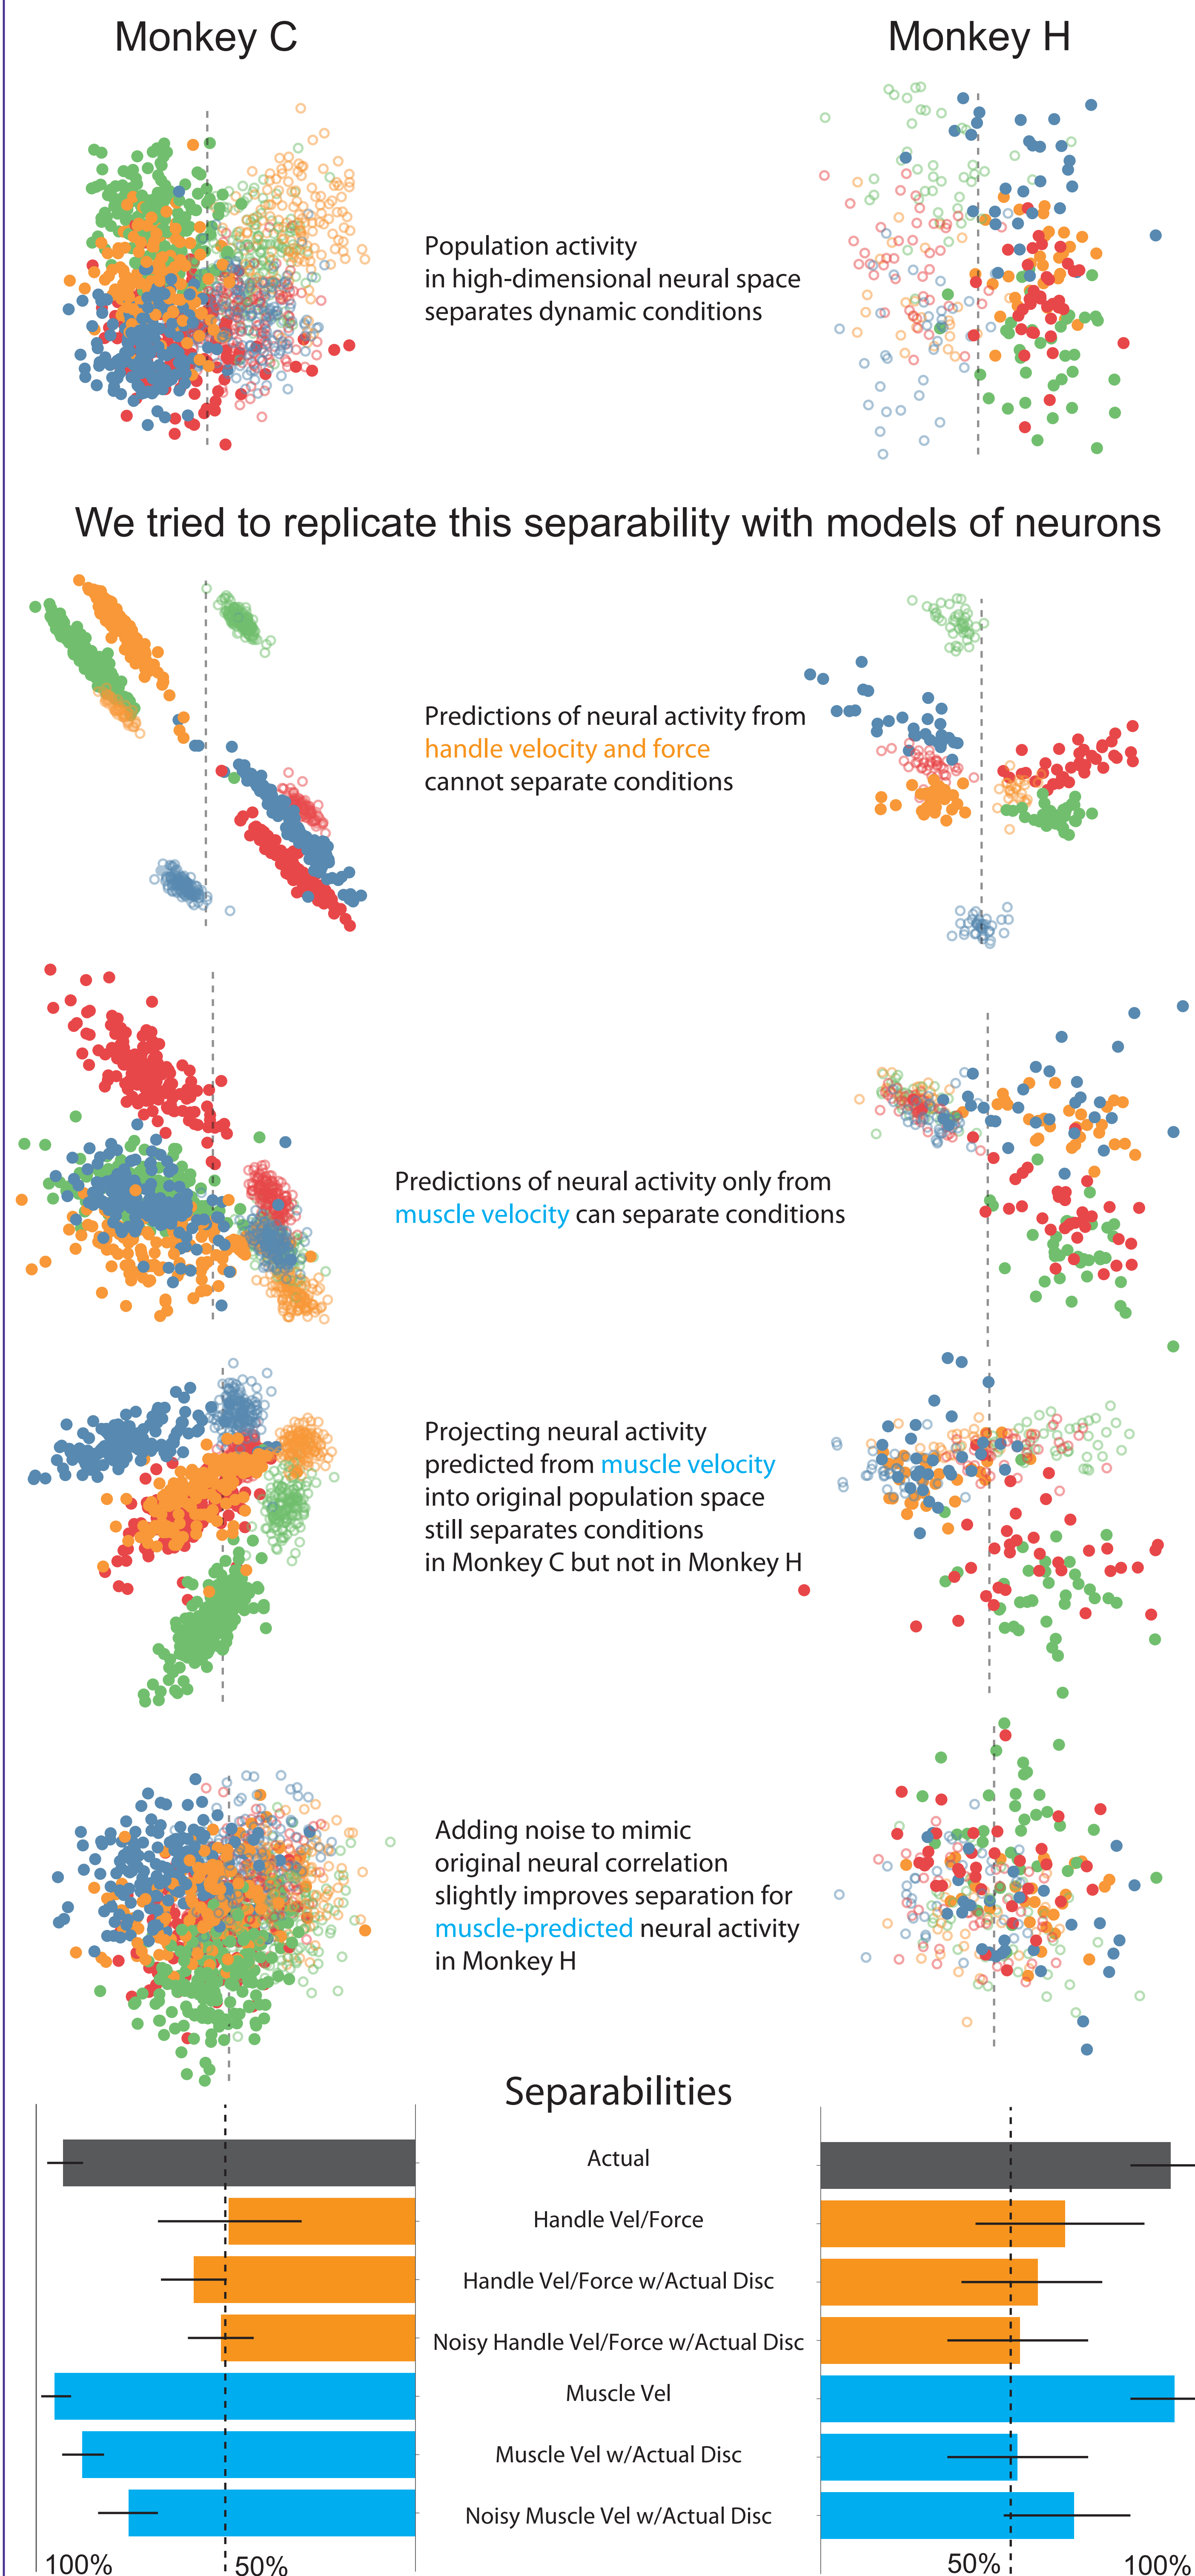 Monkey C
Monkey H
Population activity
in high-dimensional neural space
separates dynamic conditions
We tried to replicate this separability with models of neurons
Predictions of neural activity from
handle velocity and force
cannot separate conditions
Predictions of neural activity only from
muscle velocity can separate conditions
Projecting neural activity
predicted from muscle velocity
into original population space
still separates conditions
in Monkey C but not in Monkey H
Adding noise to mimic
original neural correlation
slightly improves separation for
muscle-predicted neural activity
in Monkey H
Separabilities
Actual
Handle Vel/Force
Handle Vel/Force w/Actual Disc
Noisy Handle Vel/Force w/Actual Disc
Muscle Vel
Muscle Vel w/Actual Disc
Noisy Muscle Vel w/Actual Disc
100% 50% 50% 100%